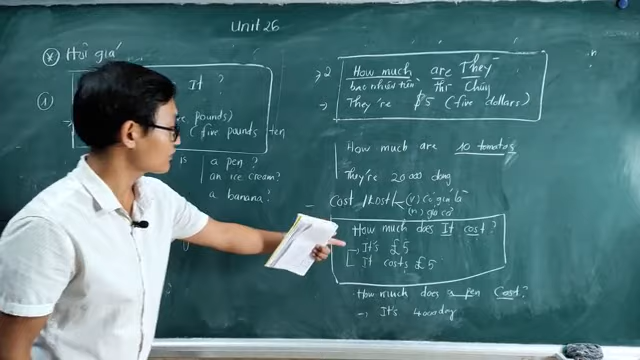 Unit 26
Hỏi giá
① It ?
pounds)
(five pounds ten
is a pen?
an ice cream?
a banana?
2 How much are They
bao nhiêu tiền thì Chúng
→ They're $5 (five dollars)
How much are 10 tomatoes
They're 20.000 dong
- Cost /kost/ (v) có giá là
(n) giá cả
How much does It cost?
It's £5
It costs £5
How much does a pen Cost?
→ It's 4000 dong